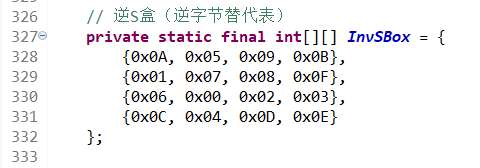 326 // 逆S盒（逆字节替代表）
327 private static final int[][] InvSBox = {
328 {0x0A, 0x05, 0x09, 0x0B},
329 {0x01, 0x07, 0x08, 0x0F},
330 {0x06, 0x00, 0x02, 0x03},
331 {0x0C, 0x04, 0x0D, 0x0E}
332 };
333